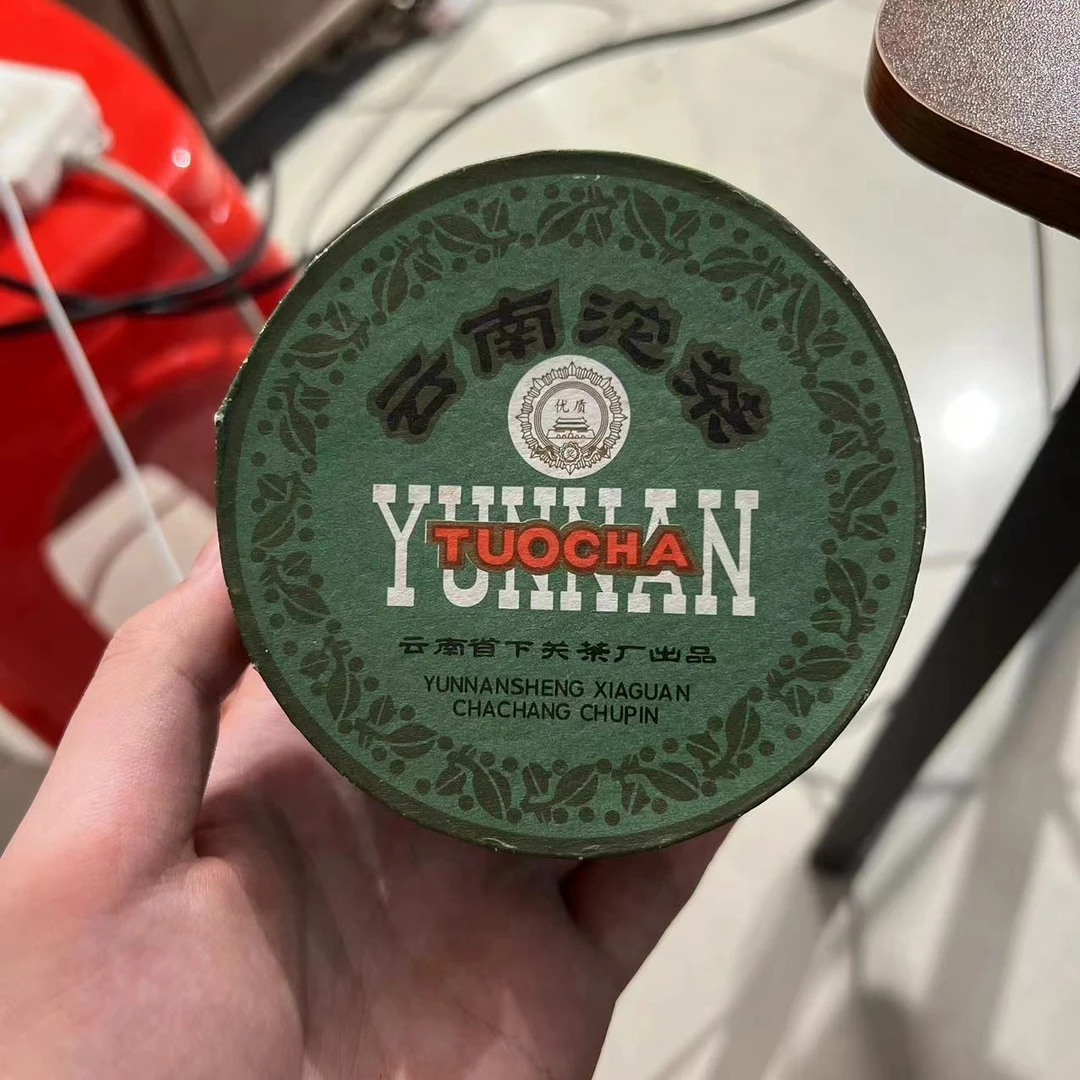 云南沱茶
优质
YUNNAN
TUOCHA
云南省下关茶厂出品
YUNNANSHENG XIAGUAN
CHACHANG CHUPIN